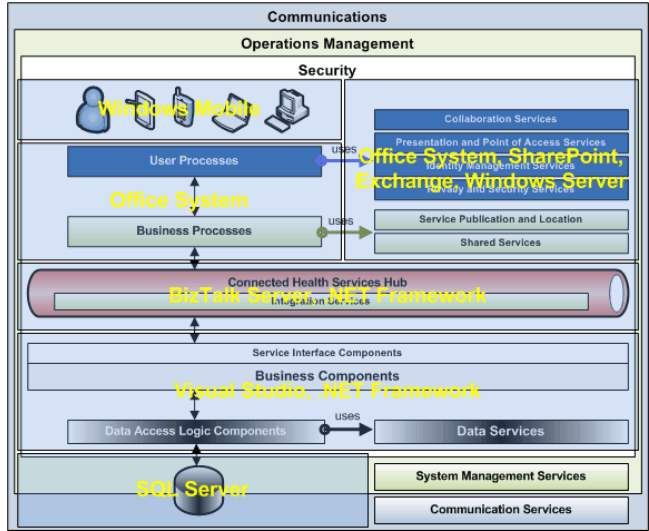 Communications
Operations Management
Security
Windows Mobile
Collaboration Services
Presentation and Point of Access Services
Identity Management Services
Privacy and Security Services
Office System, SharePoint,
Exchange, Windows Server
User Processes
uses
Office System
Business Processes
uses
Service Publication and Location
Shared Services
Connected Health Services Hub
Integration Services
BizTalk Server, .NET Framework
Service Interface Components
Business Components
Visual Studio, .NET Framework
Data Access Logic Components
uses
Data Services
SQL Server
System Management Services
Communication Services